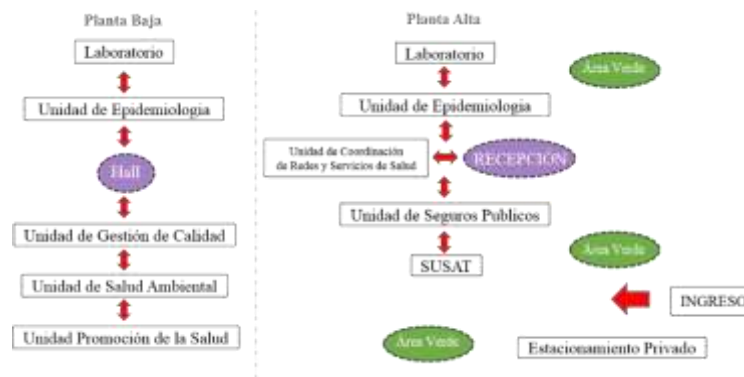 Planta Baja
Laboratorio
Unidad de Epidemiologia
Hall
Unidad de Gestión de Calidad
Unidad de Salud Ambiental
Unidad Promoción de la Salud
Planta Alta
Laboratorio
Área Verde
Unidad de Epidemiologia
Unidad de Coordinación
de Redes y Servicios de Salud
RECEPCION
Unidad de Seguros Publicos
Área Verde
SUSAT
INGRESO
Área Verde
Estacionamiento Privado